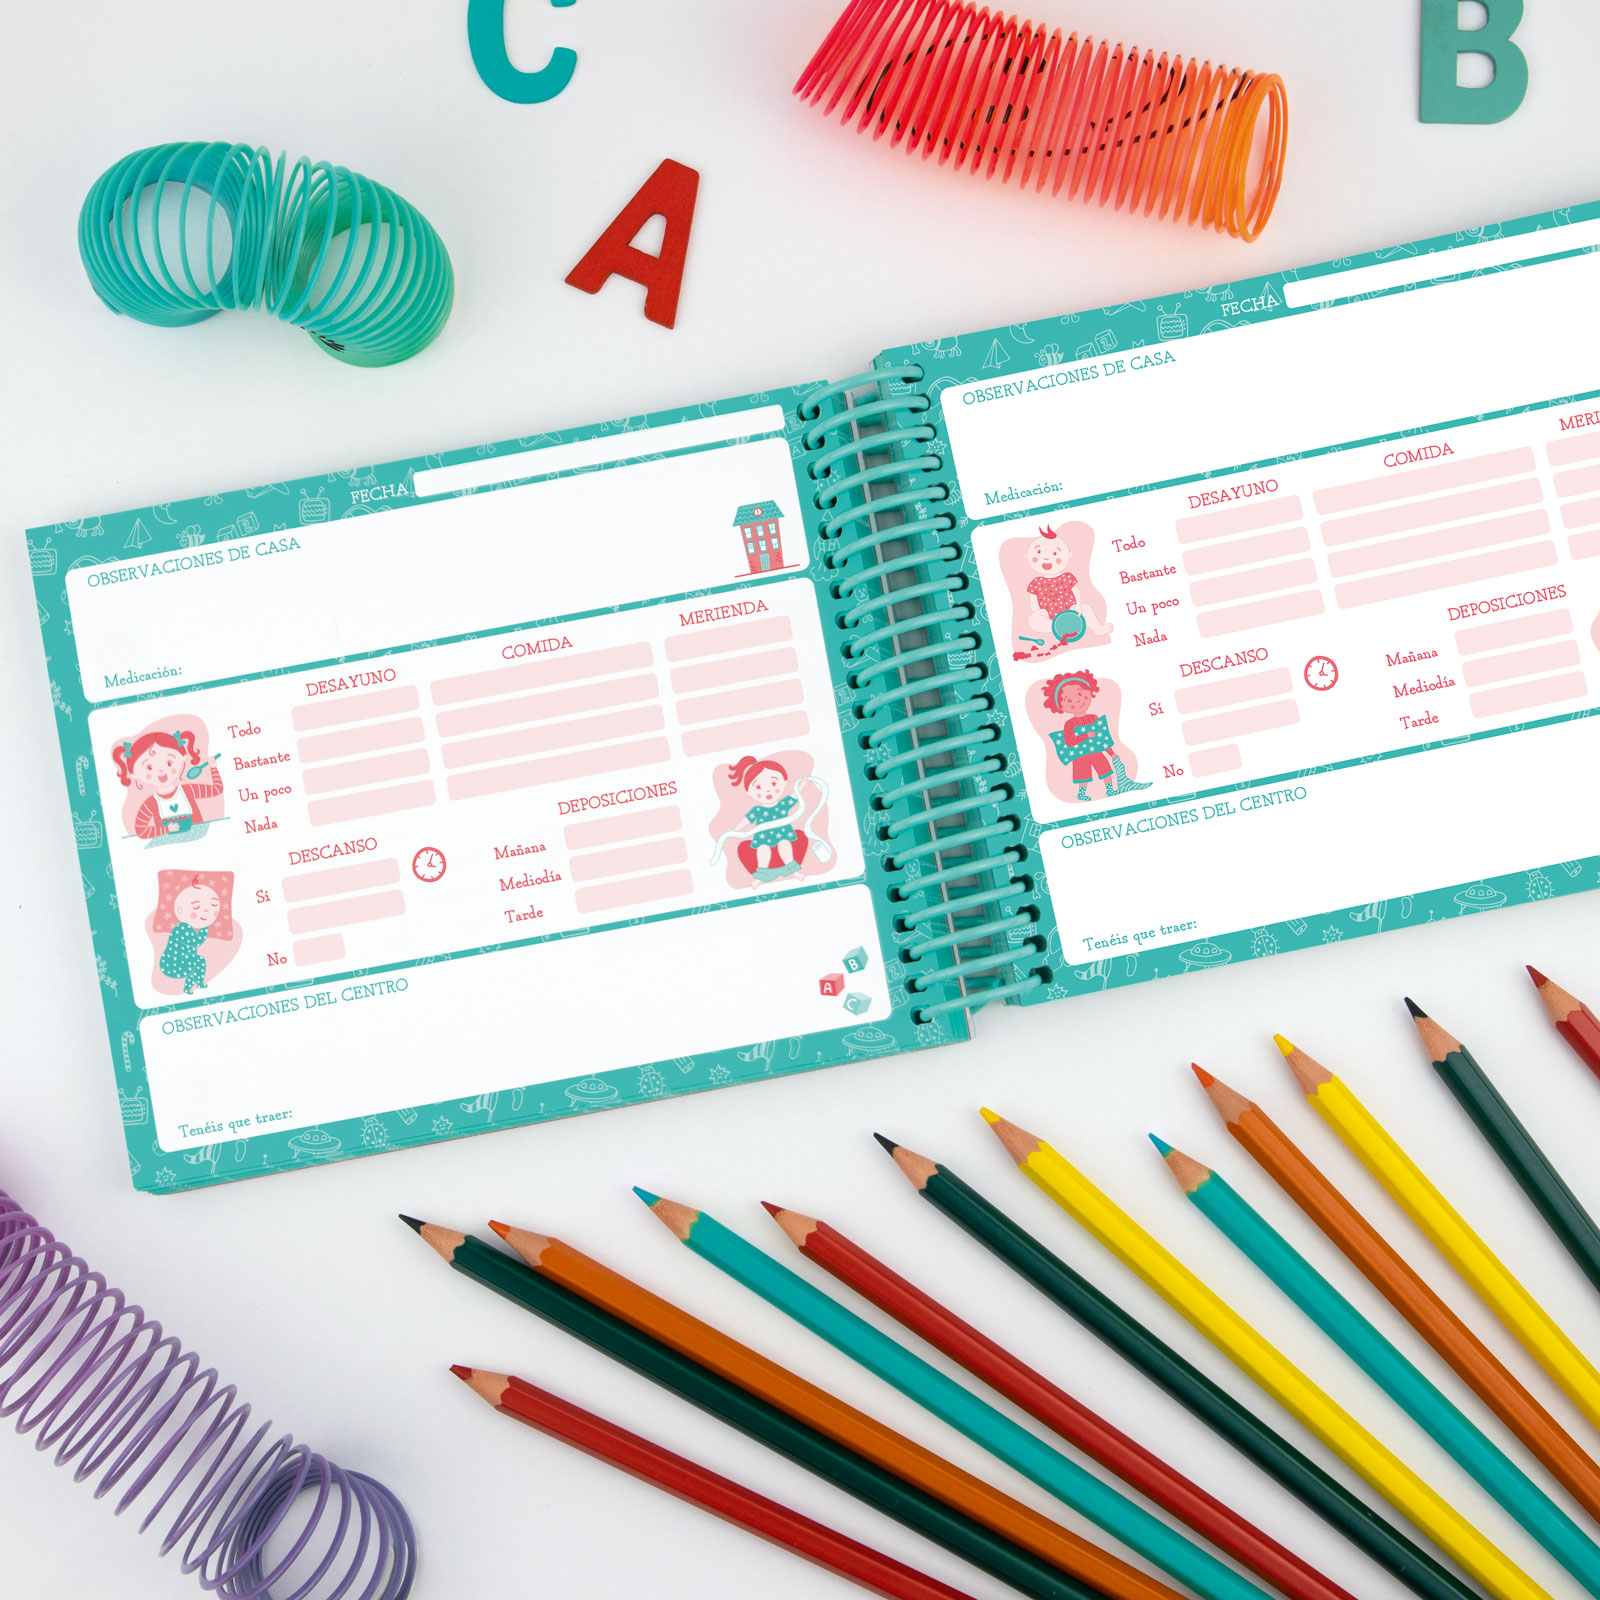 C
A
B
FECHA
OBSERVACIONES DE CASA
Medicación:
DESAYUNO
COMIDA
MERIENDA
Todo
Bastante
Un poco
Nada
DESCANSO
Sí
No
DEPOSICIONES
Mañana
Mediodía
Tarde
OBSERVACIONES DEL CENTRO
B
A
C
Tenéis que traer:
FECHA
OBSERVACIONES DE CASA
Medicación:
DESAYUNO
COMIDA
MERI
Todo
Bastante
Un poco
Nada
DESCANSO
Sí
No
DEPOSICIONES
Mañana
Mediodía
Tarde
OBSERVACIONES DEL CENTRO
Tenéis que traer: